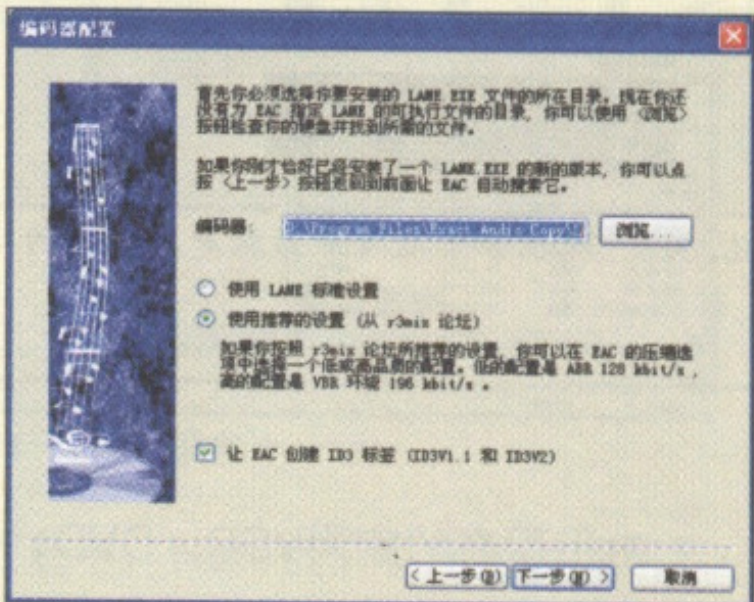 编码器配置
首先你必须选择你要安装的 LAME EXE 文件的所在目录。现在你还
没有为 EAC 指定 LAME 的可执行文件的目录，你可以使用〈浏览〉
按钮检查你的硬盘并找到所需的文件。
如果你刚才恰好已经安装了一个 LAME.EXE 的新的版本，你可以点
按〈上一步〉按钮返回到前面让 EAC 自动搜索它。
编码器：
:\Program Files\Exact Audio Copy\
浏览...
使用 LAME 标准设置
使用推荐的设置（从 r3mix 论坛）
如果你按照 r3mix 论坛所推荐的设置，你可以在 EAC 的压缩选
项中选择一个低或高品质的配置。低的配置是 ABR 128 kbit/s，
高的配置是 VBR 环境 196 kbit/s 。
让 EAC 创建 ID3 标签（ID3V1.1 和 ID3V2）
< 上一步(B)
下一步(N) >
取消